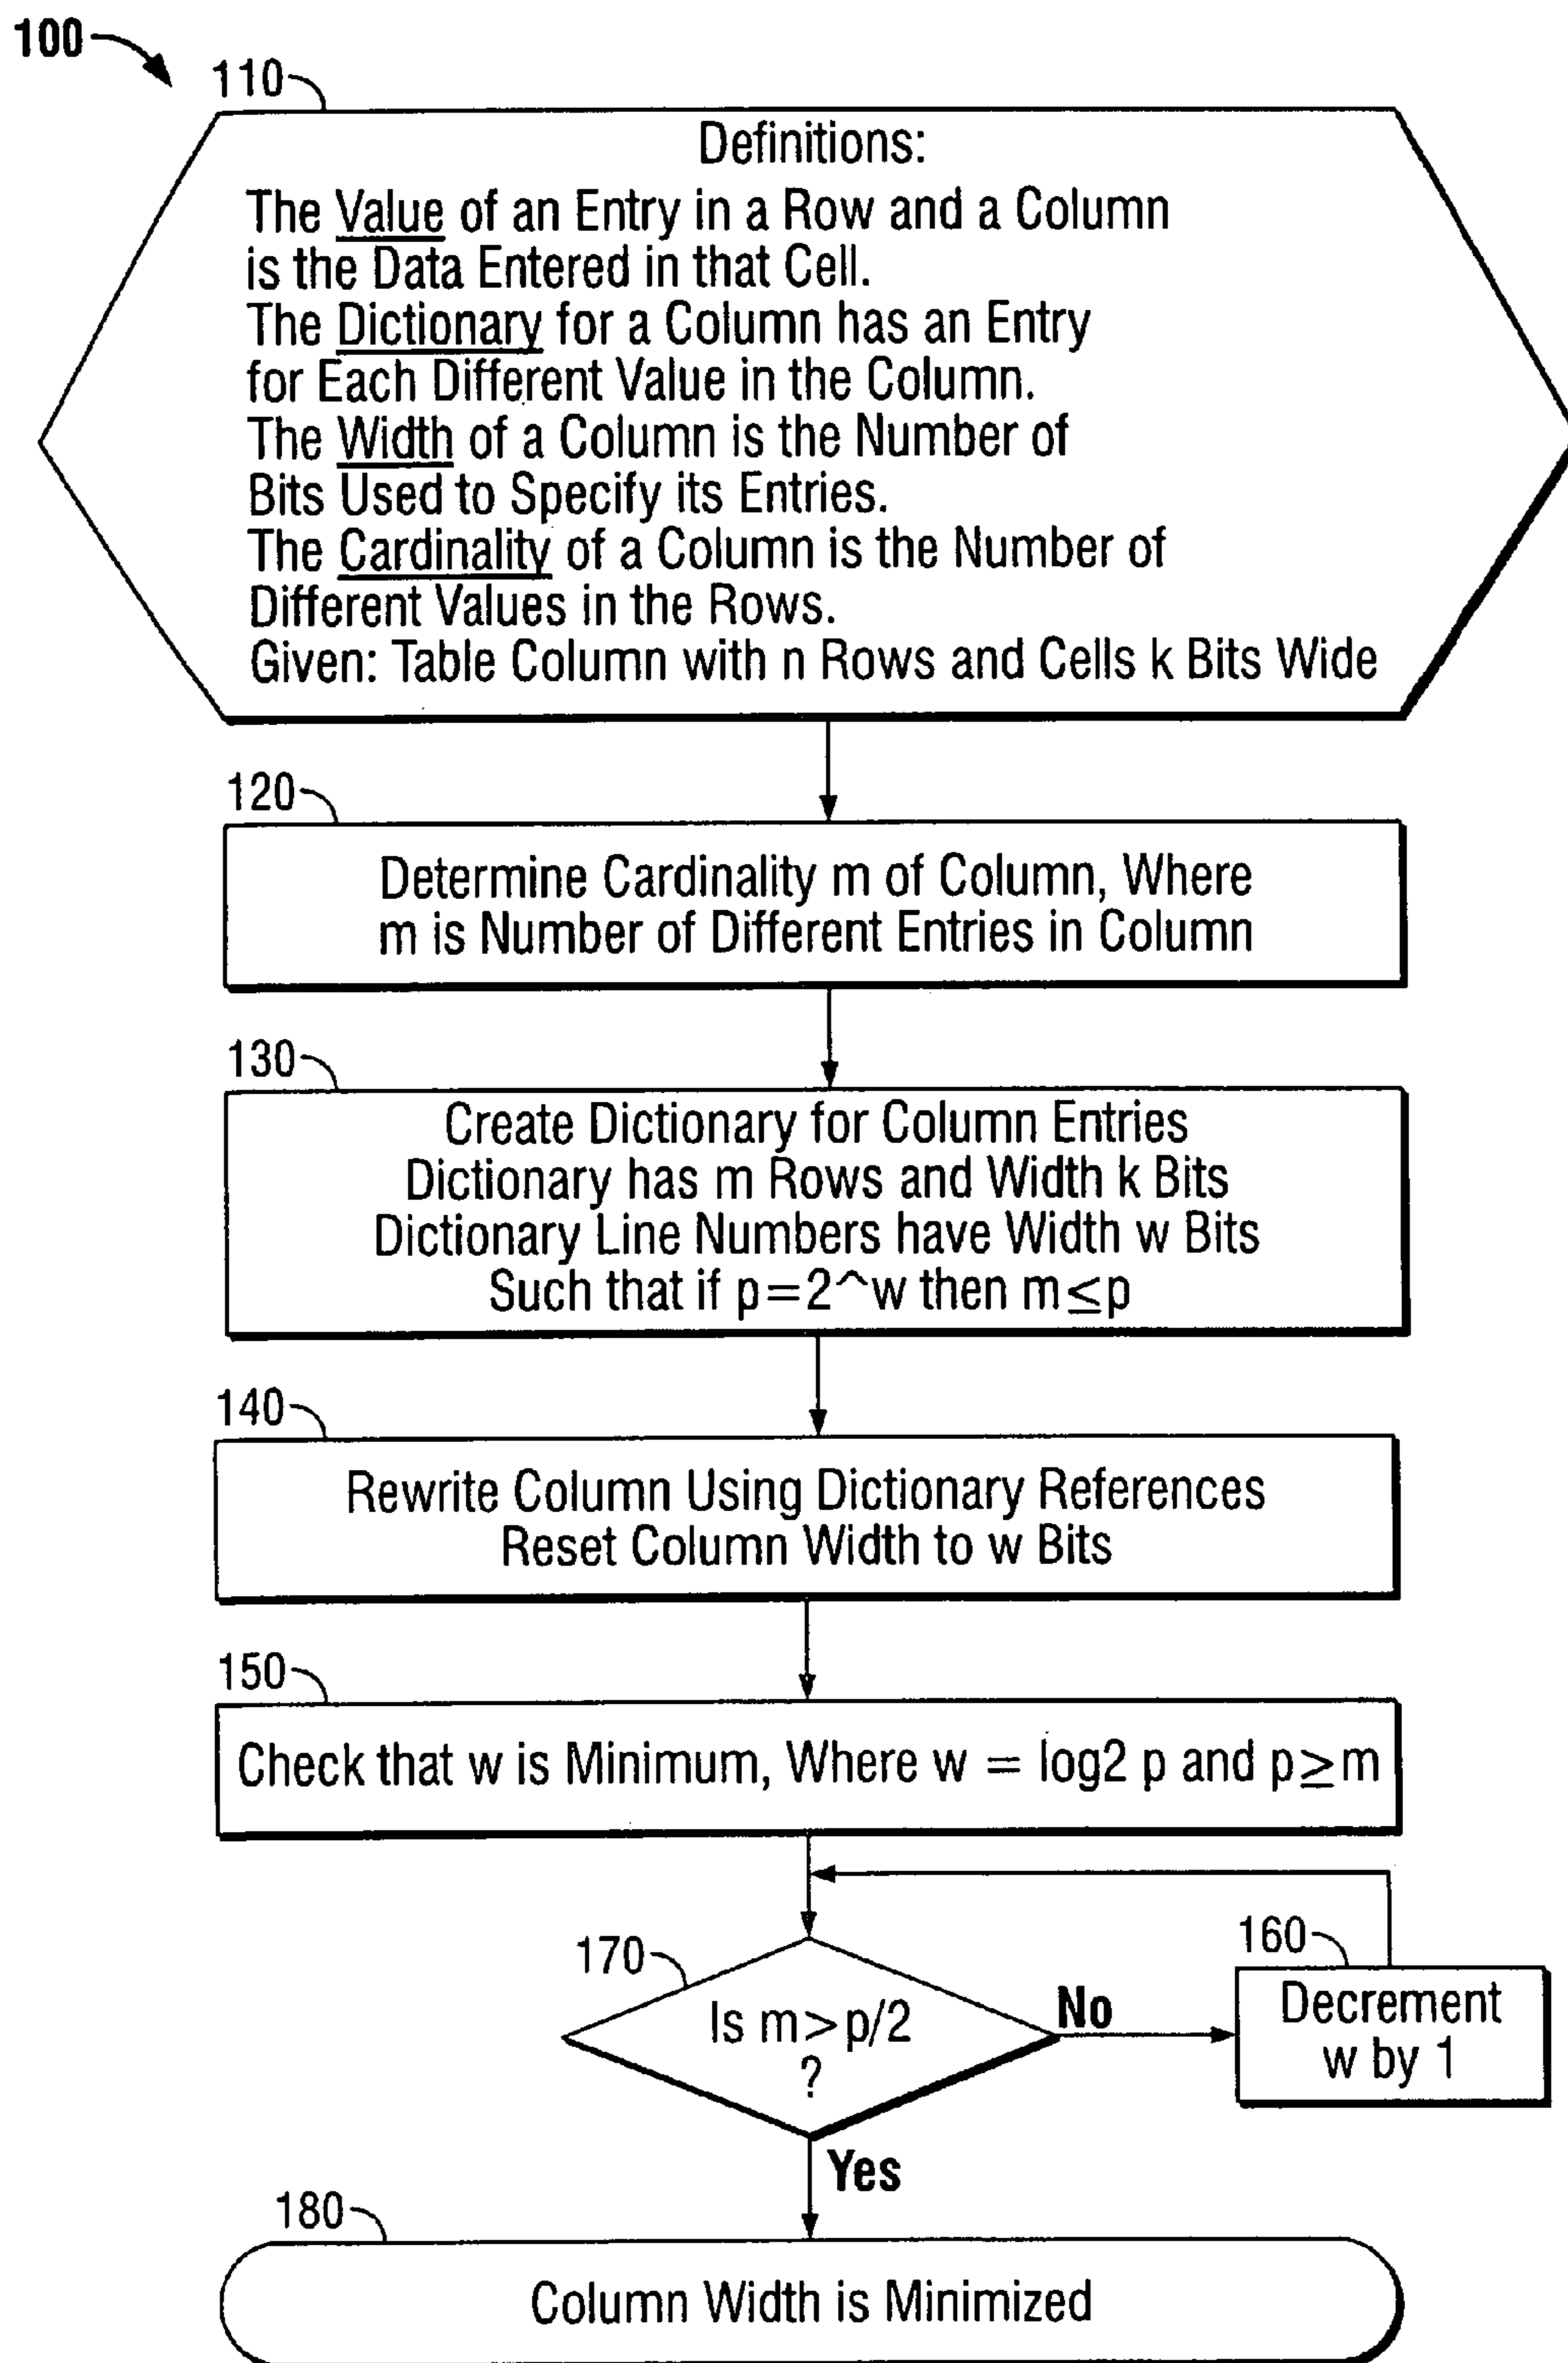 100
110
Definitions:
The Value of an Entry in a Row and a Column
is the Data Entered in that Cell.
The Dictionary for a Column has an Entry
for Each Different Value in the Column.
The Width of a Column is the Number of
Bits Used to Specify its Entries.
The Cardinality of a Column is the Number of
Different Values in the Rows.
Given: Table Column with n Rows and Cells k Bits Wide
120
Determine Cardinality m of Column, Where
m is Number of Different Entries in Column
130
Create Dictionary for Column Entries
Dictionary has m Rows and Width k Bits
Dictionary Line Numbers have Width w Bits
Such that if p=2^w then m≤p
140
Rewrite Column Using Dictionary References
Reset Column Width to w Bits
150
Check that w is Minimum, Where w = log2 p and p≥m
170
Is m>p/2
?
No
160
Decrement
w by 1
Yes
180
Column Width is Minimized